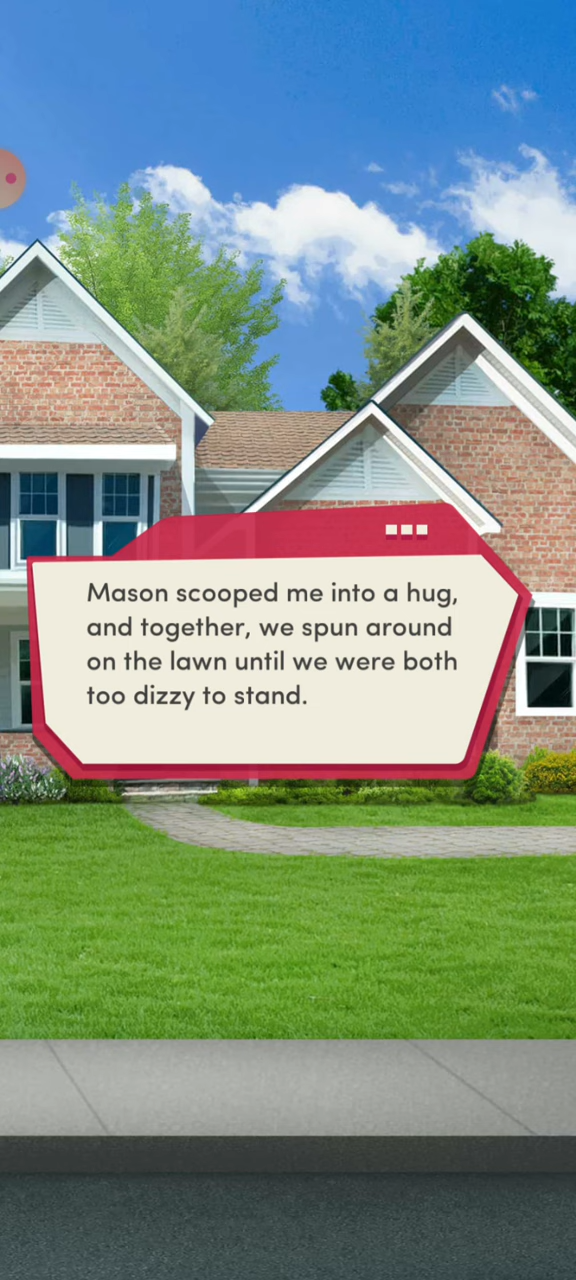 Mason scooped me into a hug,
and together, we spun around
on the lawn until we were both
too dizzy to stand.